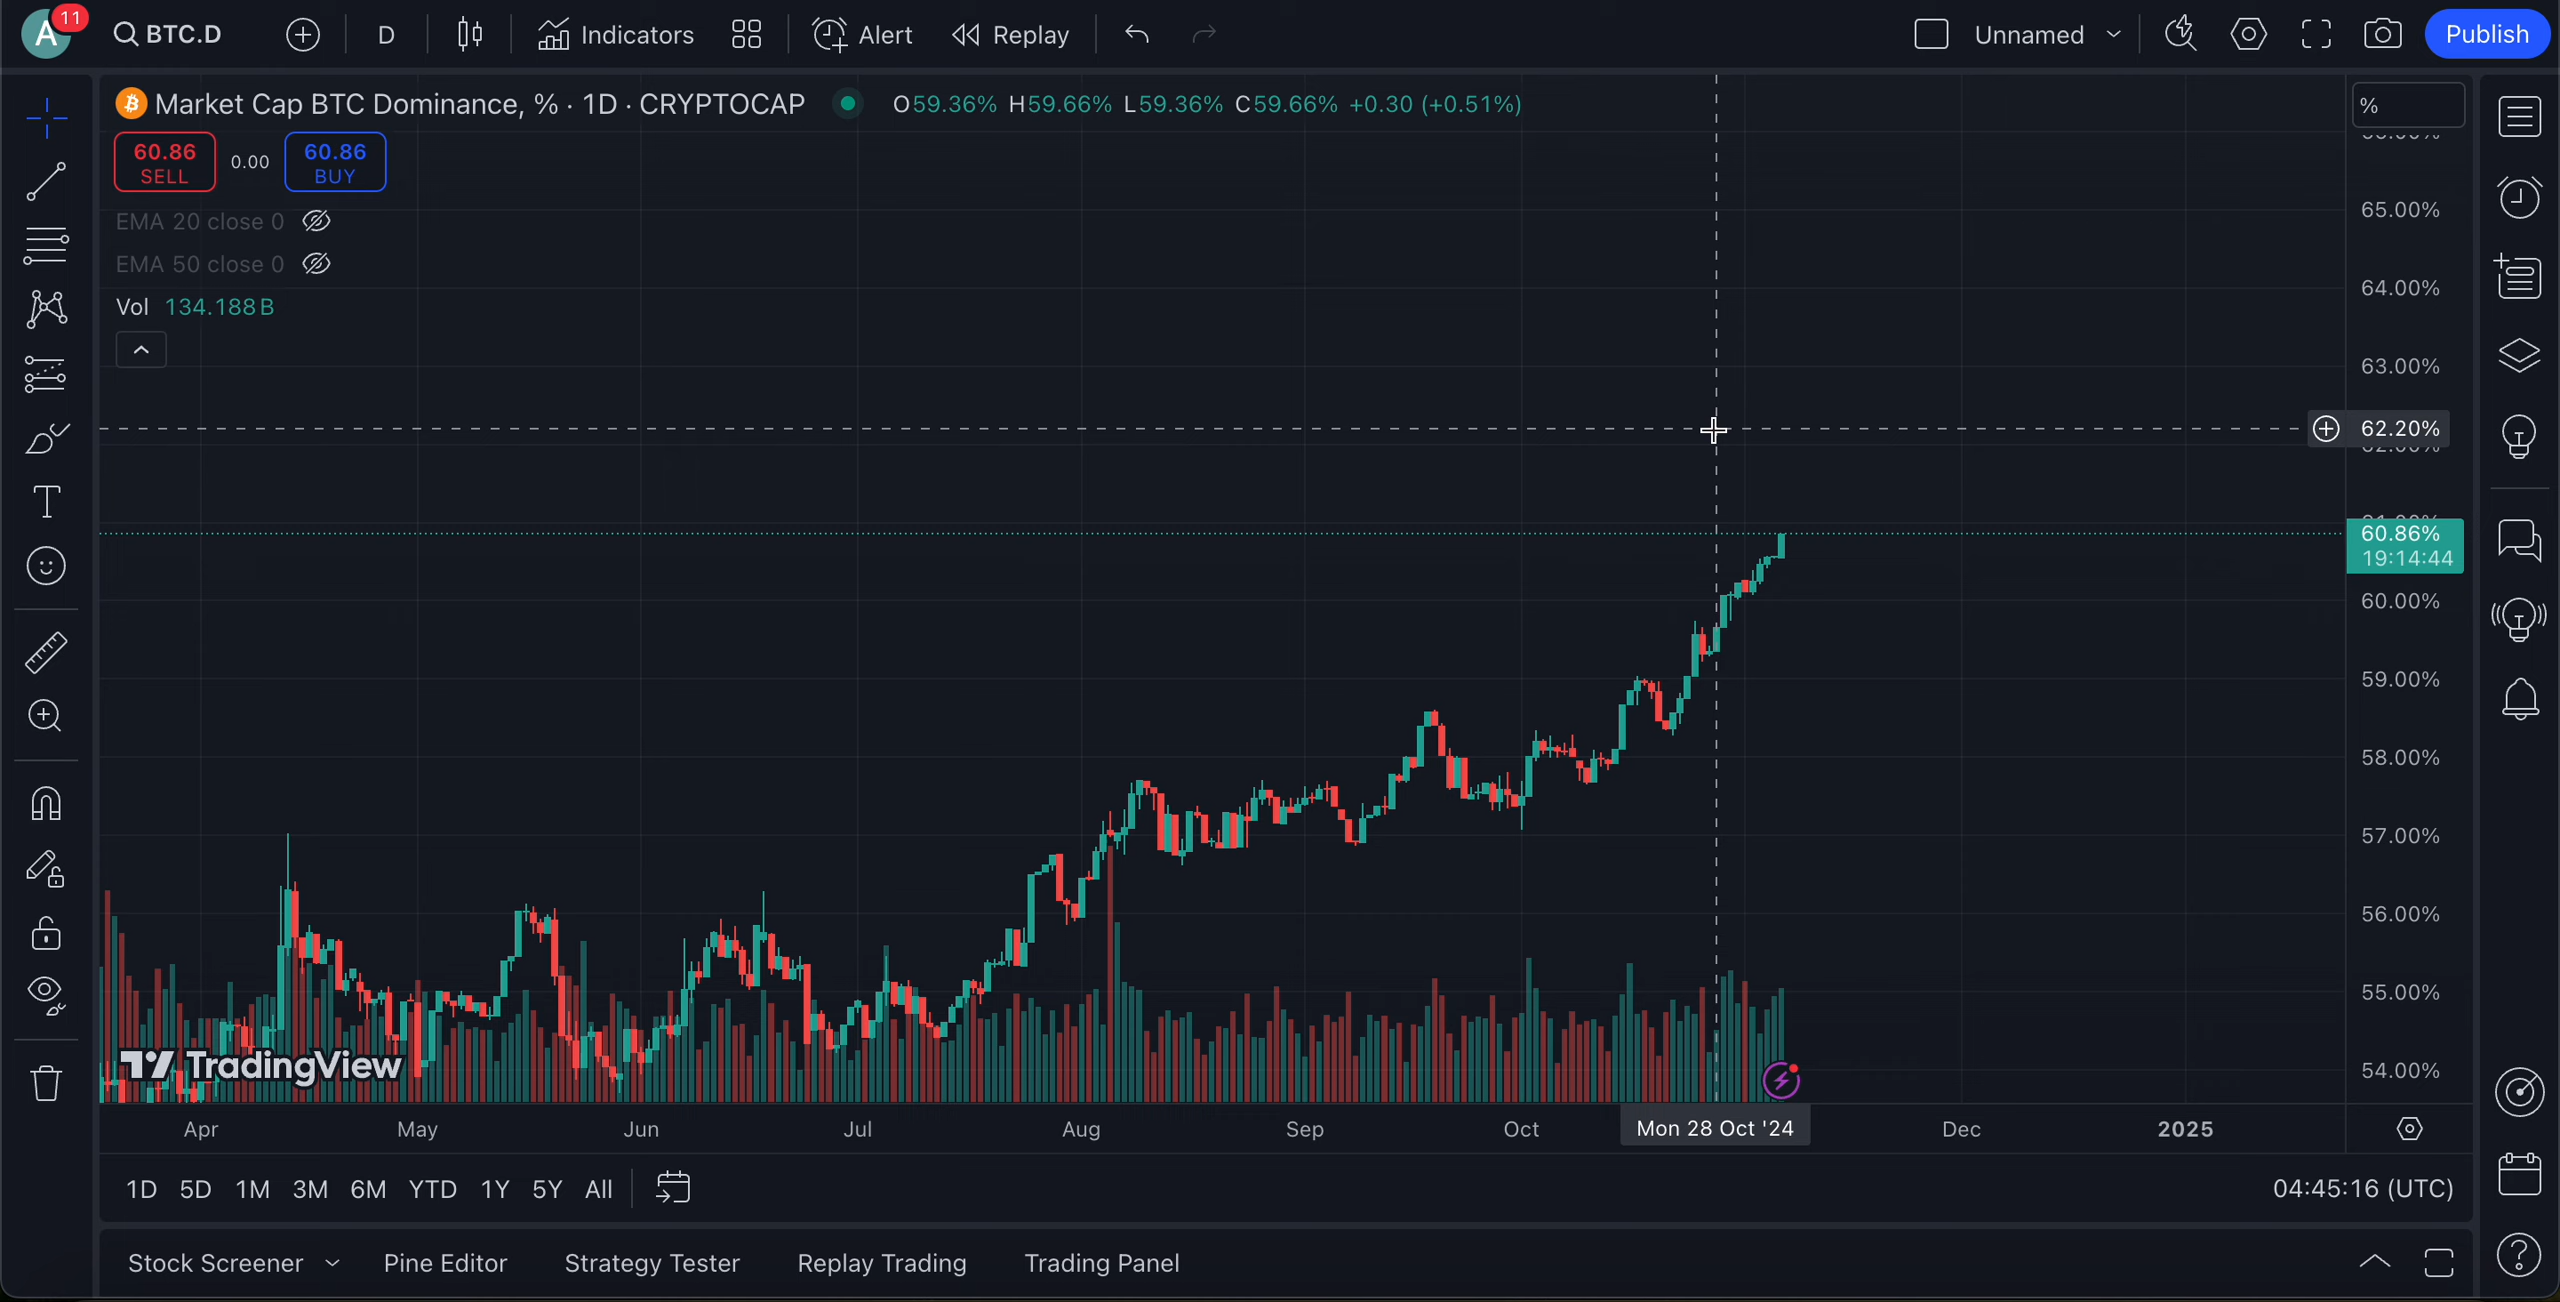 A 11 BTC.D D Indicators Alert Replay Unnamed Publish
Market Cap BTC Dominance, % · 1D · CRYPTOCAP O59.36% H59.66% L59.36% C59.66% +0.30 (+0.51%)
%
60.86 0.00 60.86
SELL BUY
EMA 20 close 0
EMA 50 close 0
Vol 134.188B
65.00%
64.00%
63.00%
62.20%
60.86%
19:14:44
60.00%
59.00%
58.00%
57.00%
56.00%
55.00%
54.00%
TradingView
Apr May Jun Jul Aug Sep Oct Mon 28 Oct '24 Dec 2025
1D 5D 1M 3M 6M YTD 1Y 5Y All 04:45:16 (UTC)
Stock Screener Pine Editor Strategy Tester Replay Trading Trading Panel